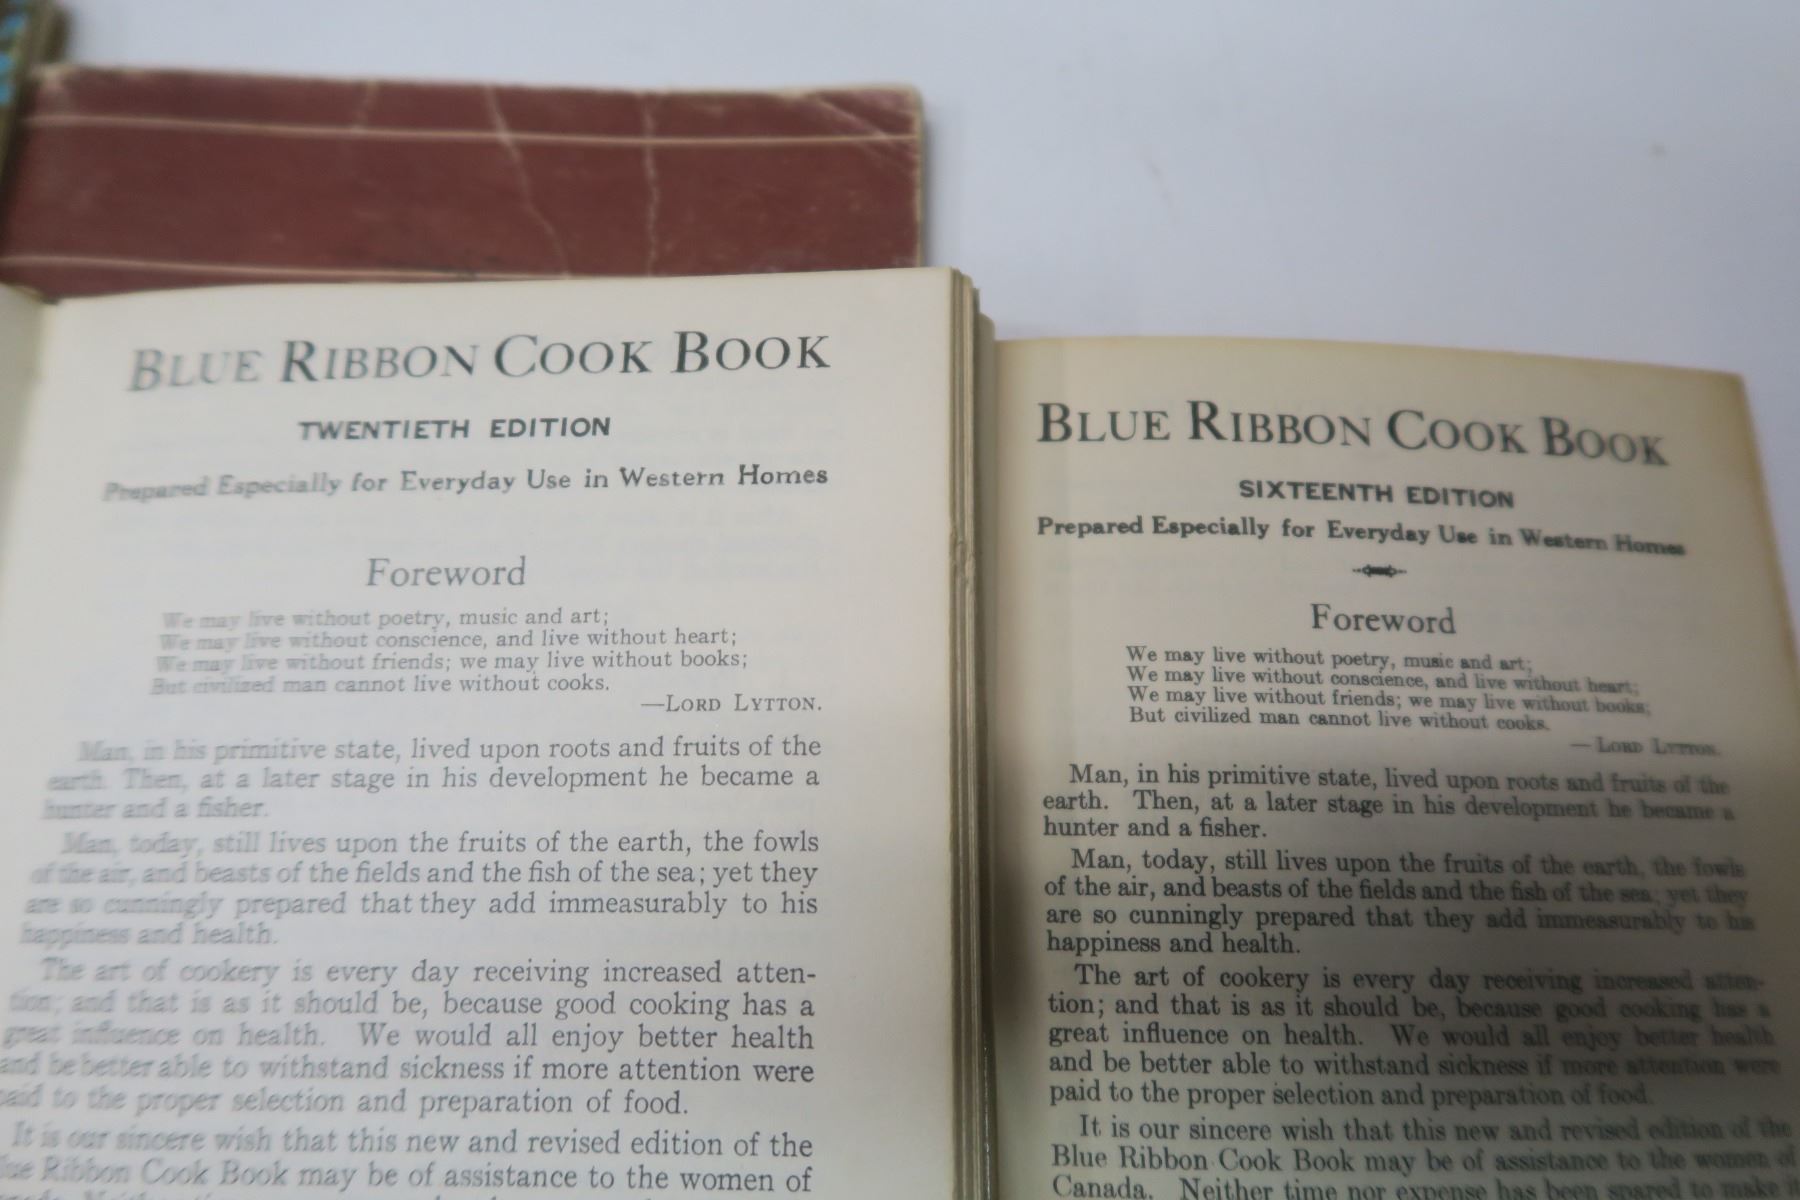 BLUE RIBBON COOK BOOK
TWENTIETH EDITION
Prepared Especially for Everyday Use in Western Homes
Foreword
We may live without poetry, music and art;
We may live without conscience, and live without heart;
We may live without friends; we may live without books;
But civilized man cannot live without cooks.
—LORD LYTTON.
Man, in his primitive state, lived upon roots and fruits of the
earth. Then, at a later stage in his development he became a
hunter and a fisher.
Man, today, still lives upon the fruits of the earth, the fowls
of the air, and beasts of the fields and the fish of the sea; yet they
are so cunningly prepared that they add immeasurably to his
happiness and health.
The art of cookery is every day receiving increased atten-
tion; and that is as it should be, because good cooking has a
great influence on health. We would all enjoy better health
and be better able to withstand sickness if more attention were
paid to the proper selection and preparation of food.
It is our sincere wish that this new and revised edition of the
Ribbon Cook Book may be of assistance to the women of
BLUE RIBBON COOK BOOK
SIXTEENTH EDITION
Prepared Especially for Everyday Use in Western Homes
Foreword
We may live without poetry, music and art;
We may live without conscience, and live without heart;
We may live without friends; we may live without books;
But civilized man cannot live without cooks.
—LORD LYTTON.
Man, in his primitive state, lived upon roots and fruits of the
earth. Then, at a later stage in his development he became a
hunter and a fisher.
Man, today, still lives upon the fruits of the earth, the fowls
of the air, and beasts of the fields and the fish of the sea; yet they
are so cunningly prepared that they add immeasurably to his
happiness and health.
The art of cookery is every day receiving increased atten-
tion; and that is as it should be, because good cooking has a
great influence on health. We would all enjoy better health
and be better able to withstand sickness if more attention were
paid to the proper selection and preparation of food.
It is our sincere wish that this new and revised edition of the
Blue Ribbon Cook Book may be of assistance to the women of
Canada. Neither time nor expense has been spared to make